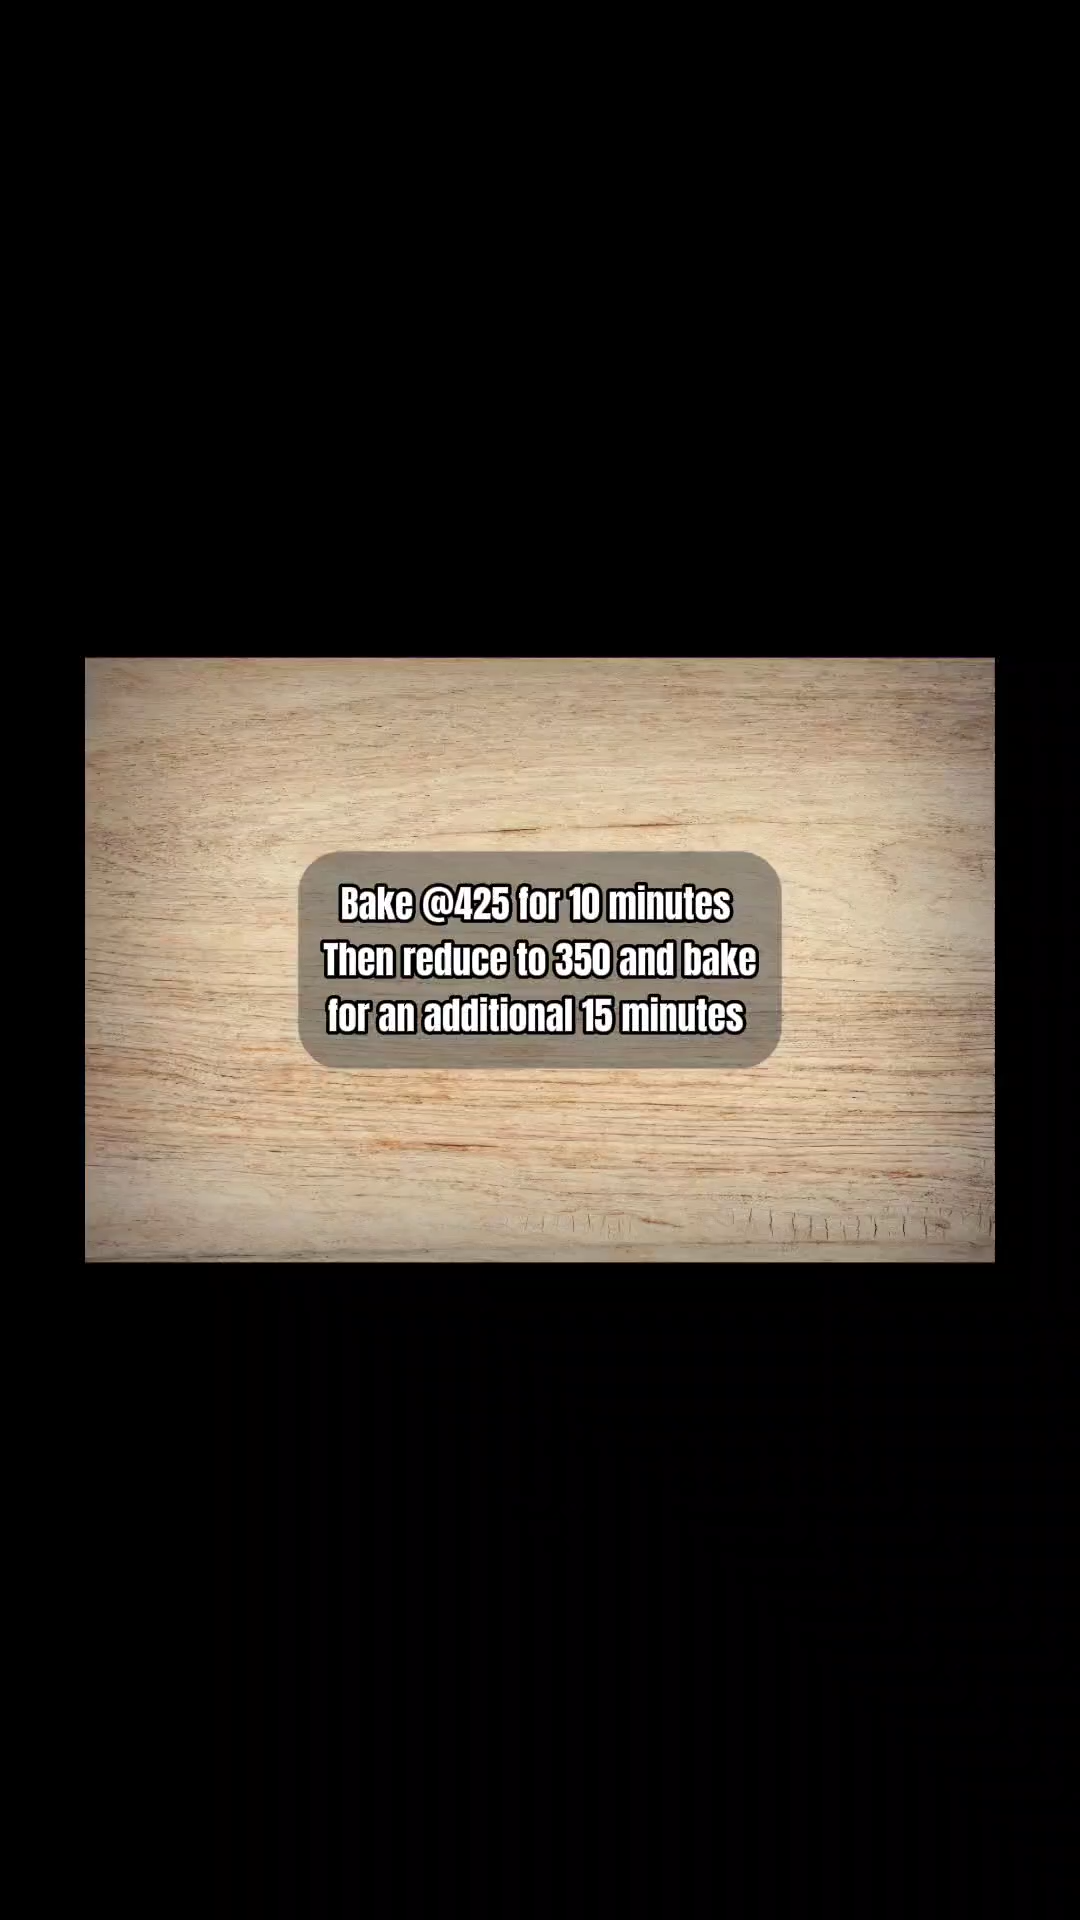 Bake @425 for 10 minutes
Then reduce to 350 and bake
for an additional 15 minutes